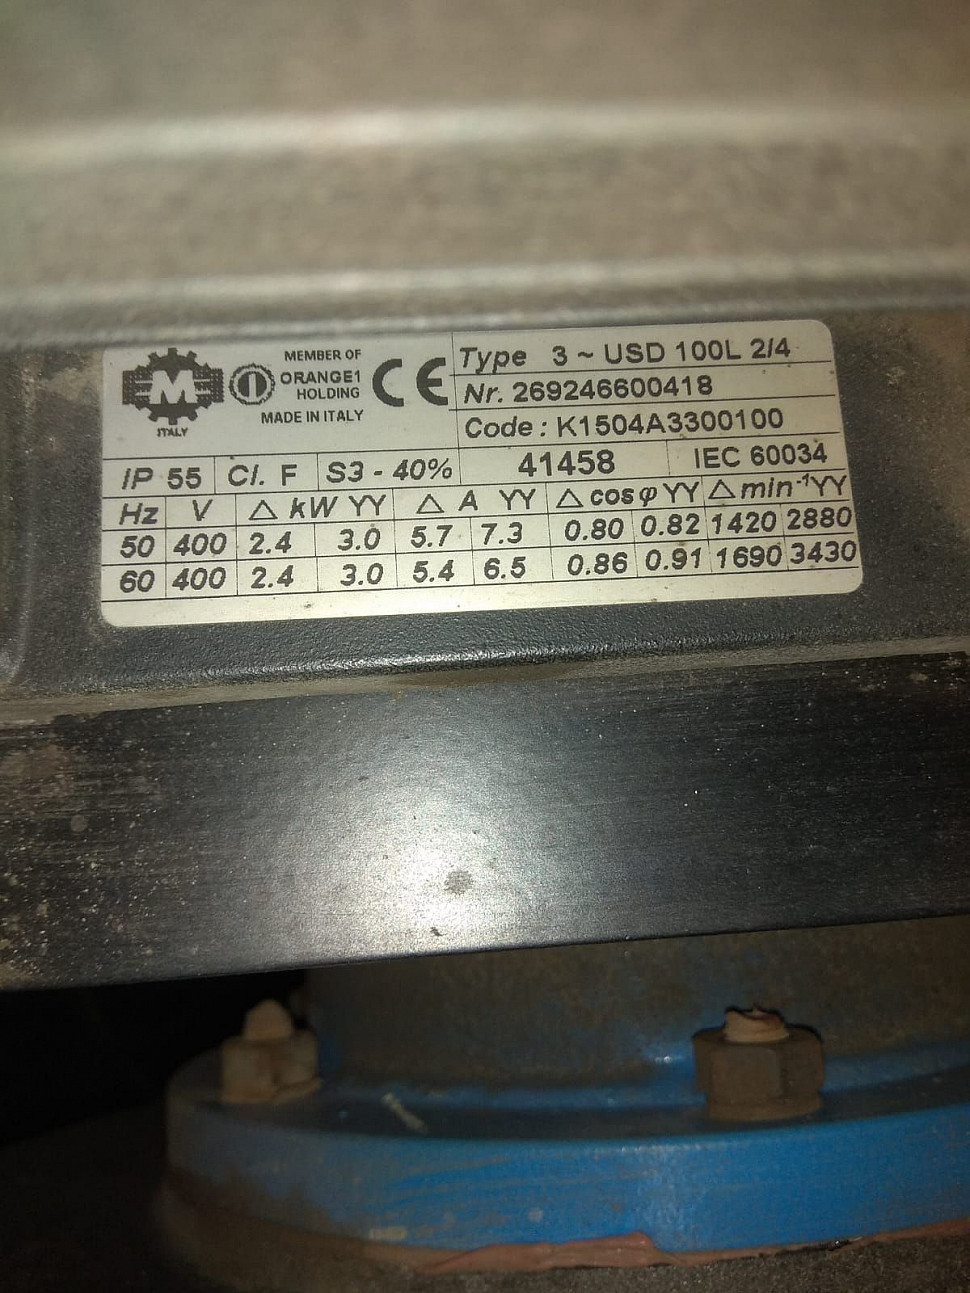 M
ITALY
MEMBER OF
ORANGE1
HOLDING
MADE IN ITALY
CE
Type 3 ~ USD 100L 2/4
Nr. 269246600418
Code : K1504A3300100
IP 55 Cl. F S3 - 40% 41458 IEC 60034
Hz V △ kW YY △ A YY △ cosφ YY △ min⁻¹ YY
50 400 2.4 3.0 5.7 7.3 0.80 0.82 1420 2880
60 400 2.4 3.0 5.4 6.5 0.86 0.91 1690 3430